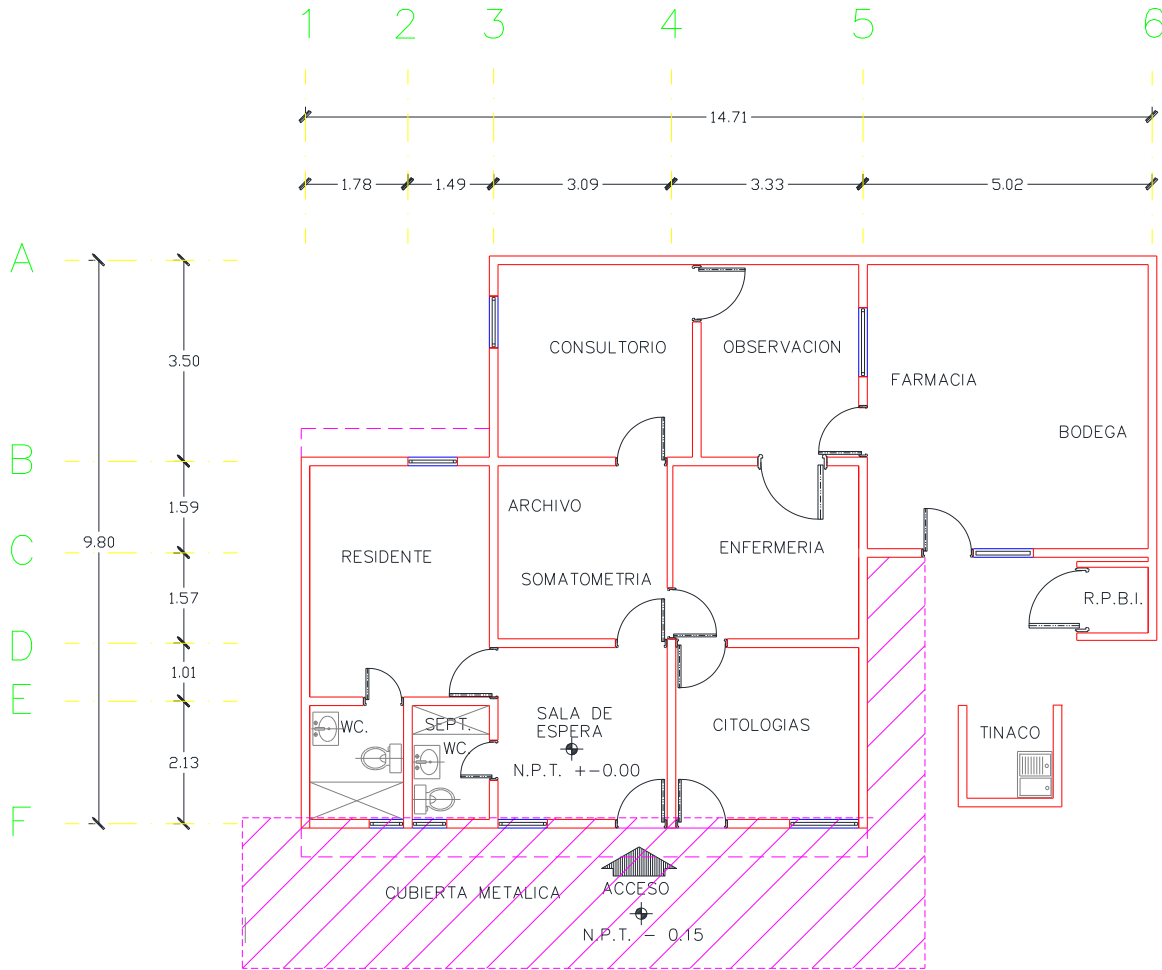 1 2 3 4 5 6
14.71
1.78 1.49 3.09 3.33 5.02
A
B
C
D
E
F
9.80
3.50
1.59
1.57
1.01
2.13
CONSULTORIO
OBSERVACION
FARMACIA
BODEGA
ARCHIVO
RESIDENTE
SOMATOMETRIA
ENFERMERIA
R.P.B.I.
WC.
SEPT.
WC.
SALA DE
ESPERA
N.P.T. +-0.00
CITOLOGIAS
TINACO
CUBIERTA METALICA
ACCESO
N.P.T. - 0.15